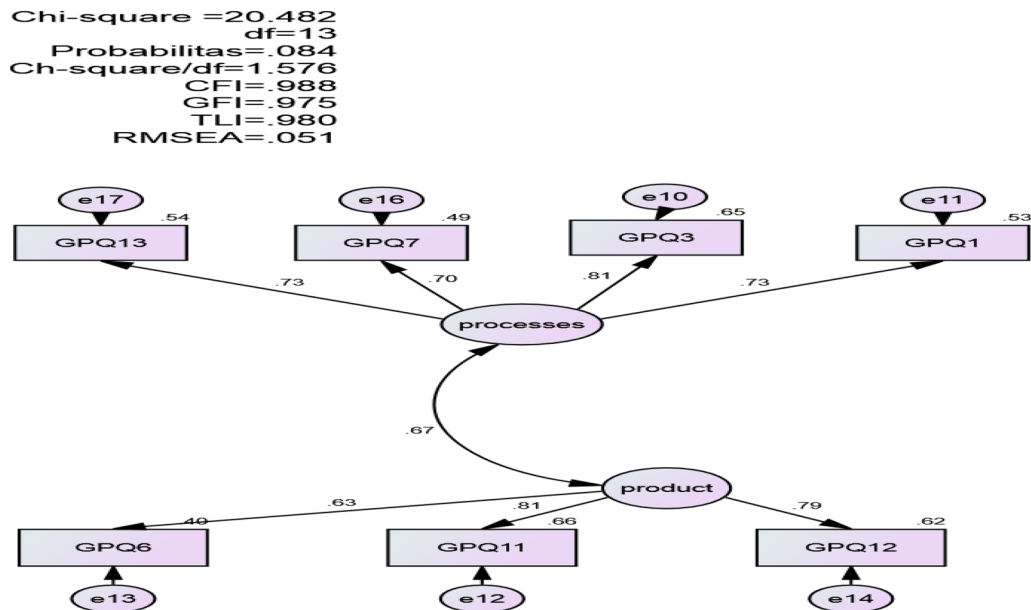 Chi-square =20.482
df=13
Probabilitas=.084
Ch-square/df=1.576
CFI=.988
GFI=.975
TLI=.980
RMSEA=.051
e17 e16 e10 e11
.54 .49 .65 .53
GPQ13 GPQ7 GPQ3 GPQ1
.73 .70 .81 .73
processes
.67
product
.63 .81 .79
.40 .66 .62
GPQ6 GPQ11 GPQ12
e13 e12 e14